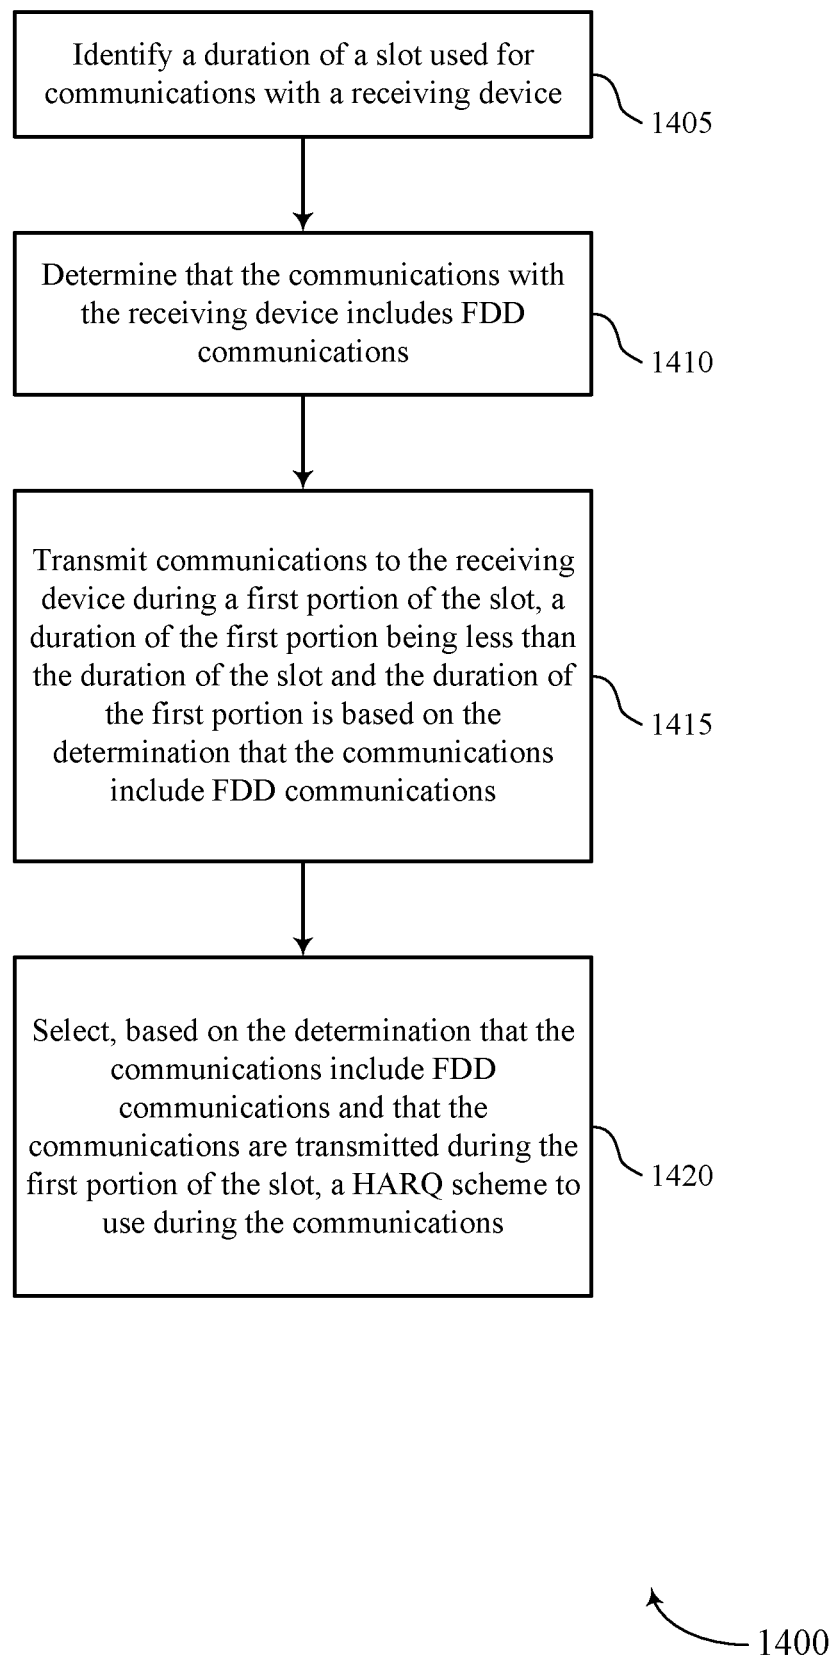 Identify a duration of a slot used for
communications with a receiving device
1405
Determine that the communications with
the receiving device includes FDD
communications
1410
Transmit communications to the receiving
device during a first portion of the slot, a
duration of the first portion being less than
the duration of the slot and the duration of
the first portion is based on the
determination that the communications
include FDD communications
1415
Select, based on the determination that the
communications include FDD
communications and that the
communications are transmitted during the
first portion of the slot, a HARQ scheme to
use during the communications
1420
1400